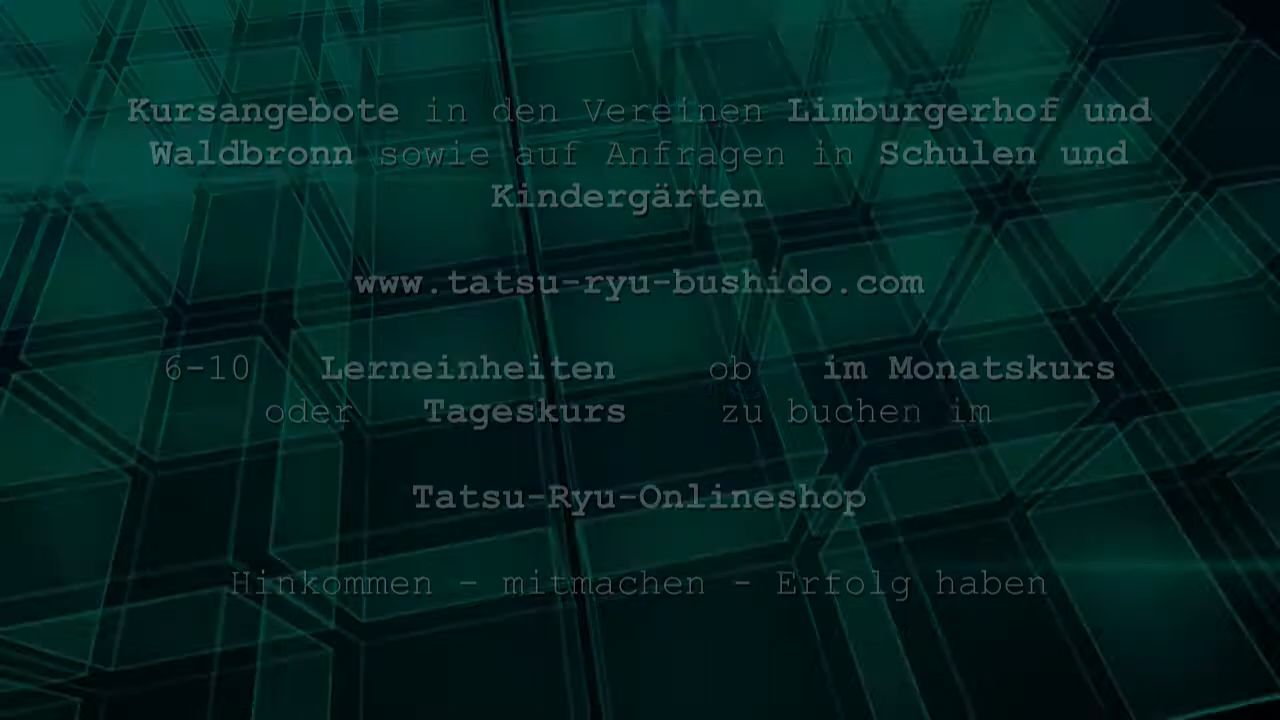 Kursangebote in den Vereinen Limburgerhof und
Waldbronn sowie auf Anfragen in Schulen und
Kindergärten
www.tatsu-ryu-bushido.com
6-10 Lerneinheiten ob im Monatskurs
oder Tageskurs zu buchen im
Tatsu-Ryu-Onlineshop
Hinkommen - mitmachen - Erfolg haben